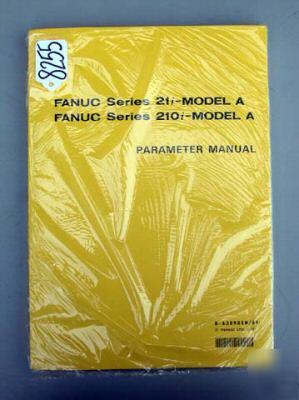 8255
FANUC Series 21i-MODEL A
FANUC Series 210i-MODEL A
PARAMETER MANUAL